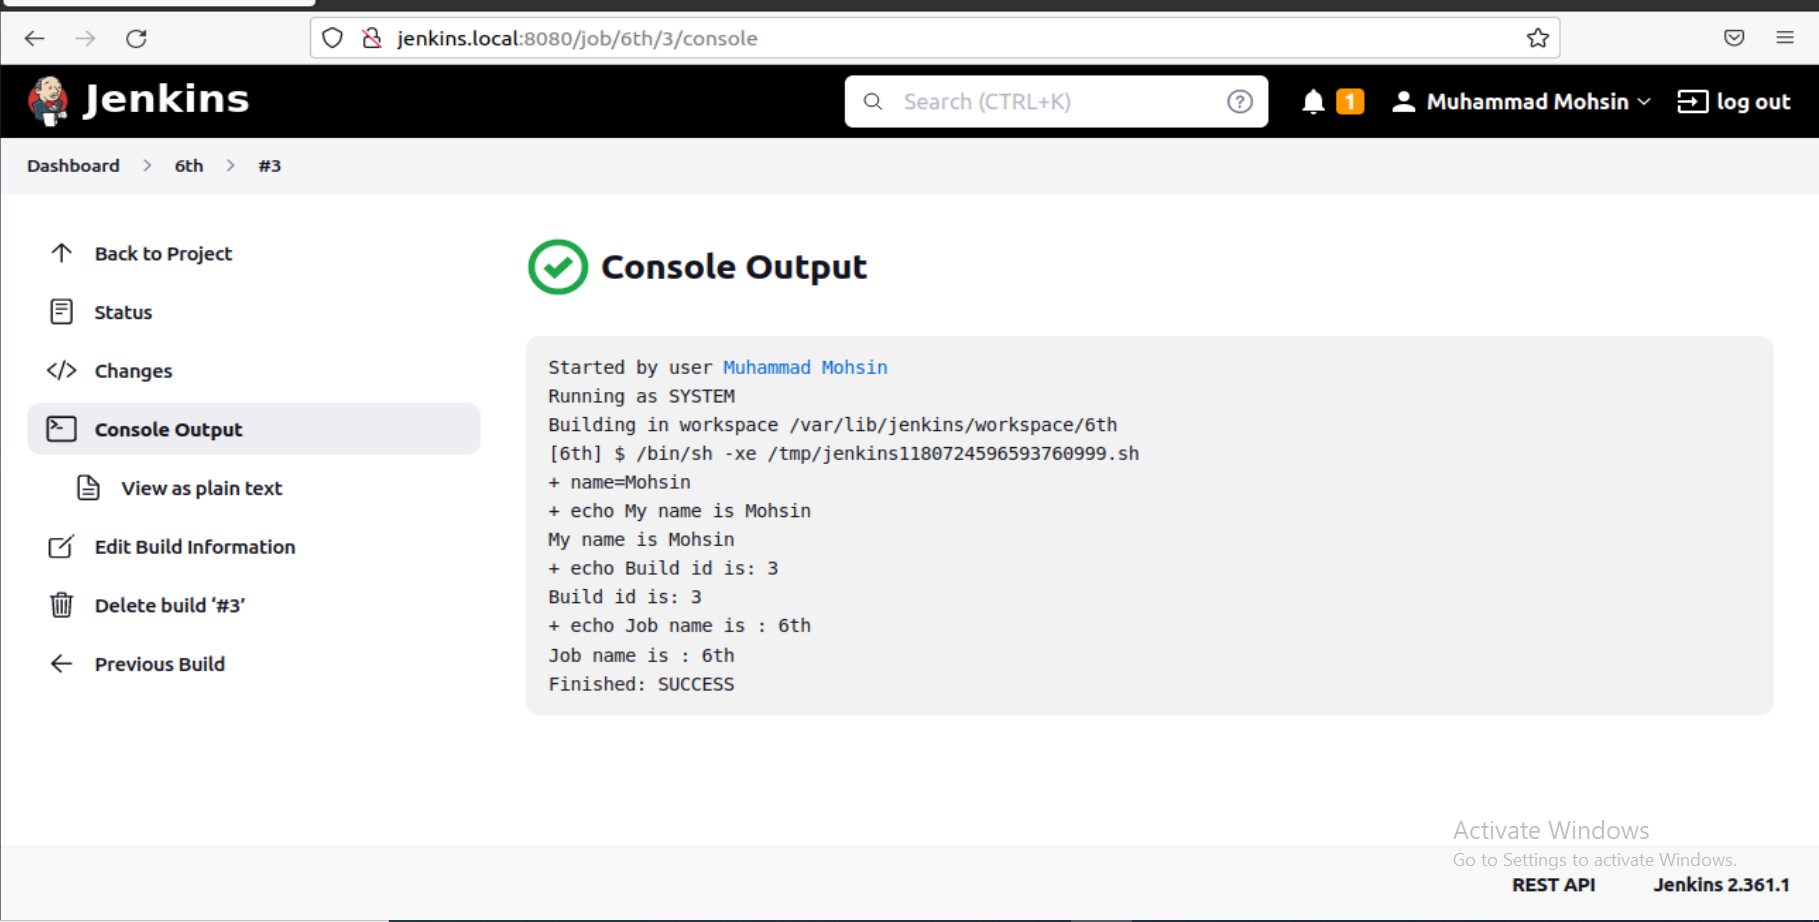 jenkins.local:8080/job/6th/3/console
Jenkins
Search (CTRL+K)
?
1
Muhammad Mohsin
log out
Dashboard > 6th > #3
Back to Project
Status
Changes
Console Output
View as plain text
Edit Build Information
Delete build ‘#3’
Previous Build
Console Output
Started by user Muhammad Mohsin
Running as SYSTEM
Building in workspace /var/lib/jenkins/workspace/6th
[6th] $ /bin/sh -xe /tmp/jenkins1180724596593760999.sh
+ name=Mohsin
+ echo My name is Mohsin
My name is Mohsin
+ echo Build id is: 3
Build id is: 3
+ echo Job name is : 6th
Job name is : 6th
Finished: SUCCESS
Activate Windows
Go to Settings to activate Windows.
REST API
Jenkins 2.361.1